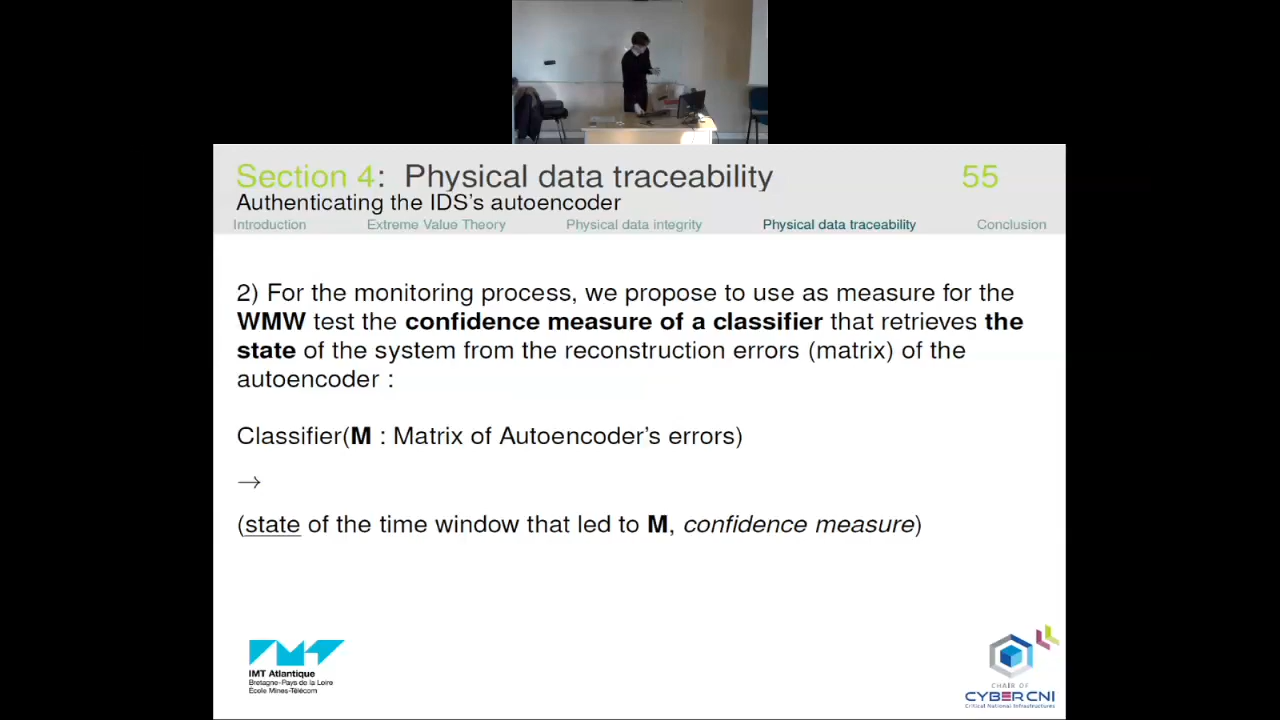 Section 4: Physical data traceability 55
Authenticating the IDS's autoencoder
Introduction Extreme Value Theory Physical data integrity Physical data traceability Conclusion
2) For the monitoring process, we propose to use as measure for the
WMW test the confidence measure of a classifier that retrieves the
state of the system from the reconstruction errors (matrix) of the
autoencoder :
Classifier(M : Matrix of Autoencoder's errors)
→
(state of the time window that led to M, confidence measure)
IMT Atlantique
Bretagne-Pays de la Loire
École Mines-Télécom
CHAIR OF
CYBERCNI
Critical National Infrastructures